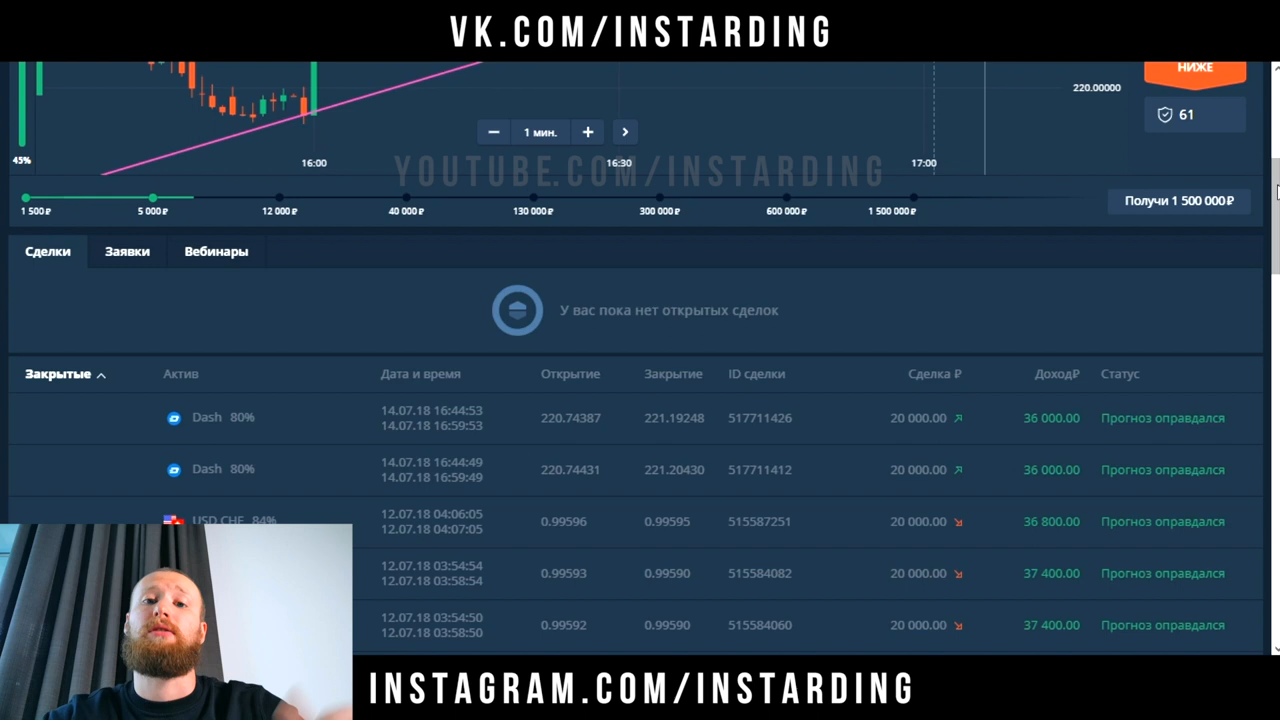 VK.COM/INSTARDING
НИЖЕ
220.00000
61
1 мин.
45%
16:00
16:30
17:00
YOUTUBE.COM/INSTARDING
1 500 ₽
5 000 ₽
12 000 ₽
40 000 ₽
130 000 ₽
300 000 ₽
600 000 ₽
1 500 000 ₽
Получи 1 500 000 ₽
Сделки Заявки Вебинары
У вас пока нет открытых сделок
Закрытые Актив Дата и время Открытие Закрытие ID сделки Сделка ₽ Доход₽ Статус
Dash 80% 14.07.18 16:44:53 220.74387 221.19248 517711426 20 000.00 36 000.00 Прогноз оправдался
14.07.18 16:59:53
Dash 80% 14.07.18 16:44:49 220.74431 221.20430 517711412 20 000.00 36 000.00 Прогноз оправдался
14.07.18 16:59:49
USD CHF 84% 12.07.18 04:06:05 0.99596 0.99595 515587251 20 000.00 36 800.00 Прогноз оправдался
12.07.18 04:07:05
12.07.18 03:54:54 0.99593 0.99590 515584082 20 000.00 37 400.00 Прогноз оправдался
12.07.18 03:58:54
12.07.18 03:54:50 0.99592 0.99590 515584060 20 000.00 37 400.00 Прогноз оправдался
12.07.18 03:58:50
INSTAGRAM.COM/INSTARDING